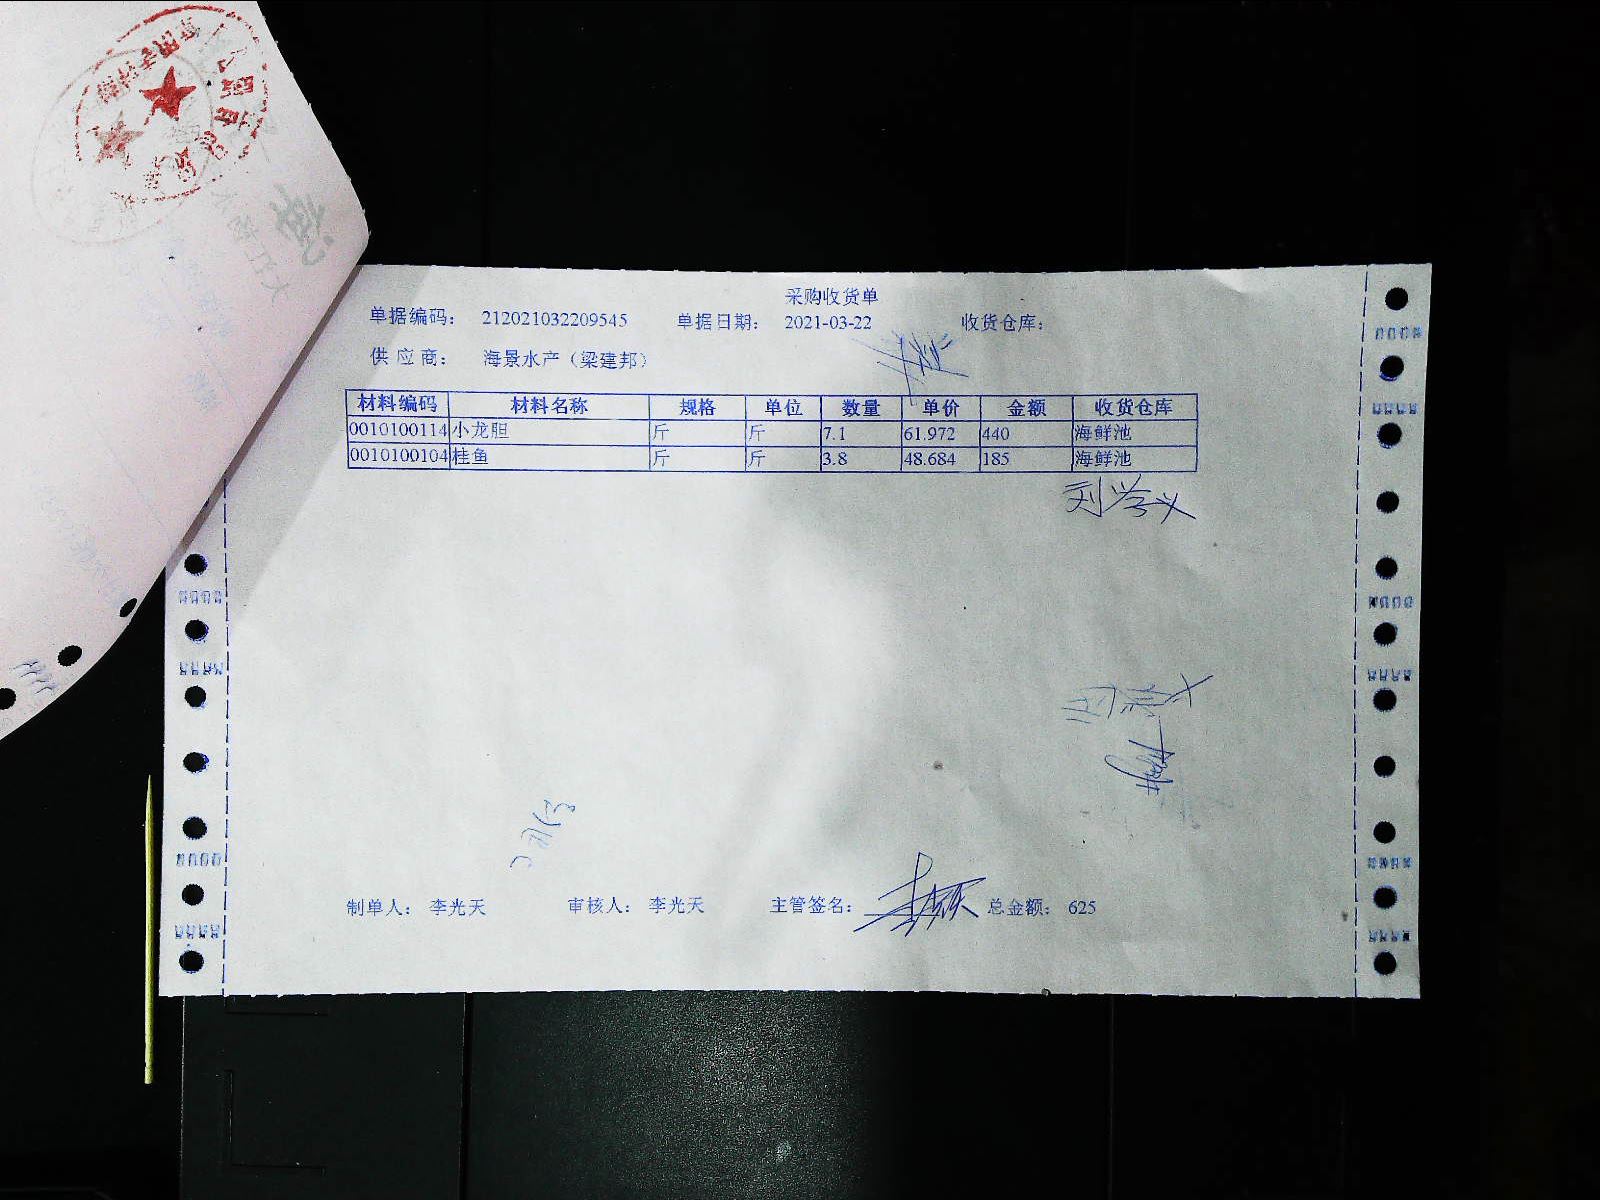 采购收货单
单据编码： 212021032209545 单据日期： 2021-03-22 收货仓库：
供 应 商： 海景水产（梁建邦）
材料编码 材料名称 规格 单位 数量 单价 金额 收货仓库
0010100114 小龙胆 斤 斤 7.1 61.972 440 海鲜池
0010100104 桂鱼 斤 斤 3.8 48.684 185 海鲜池
制单人： 李光天 审核人： 李光天 主管签名： 总金额： 625